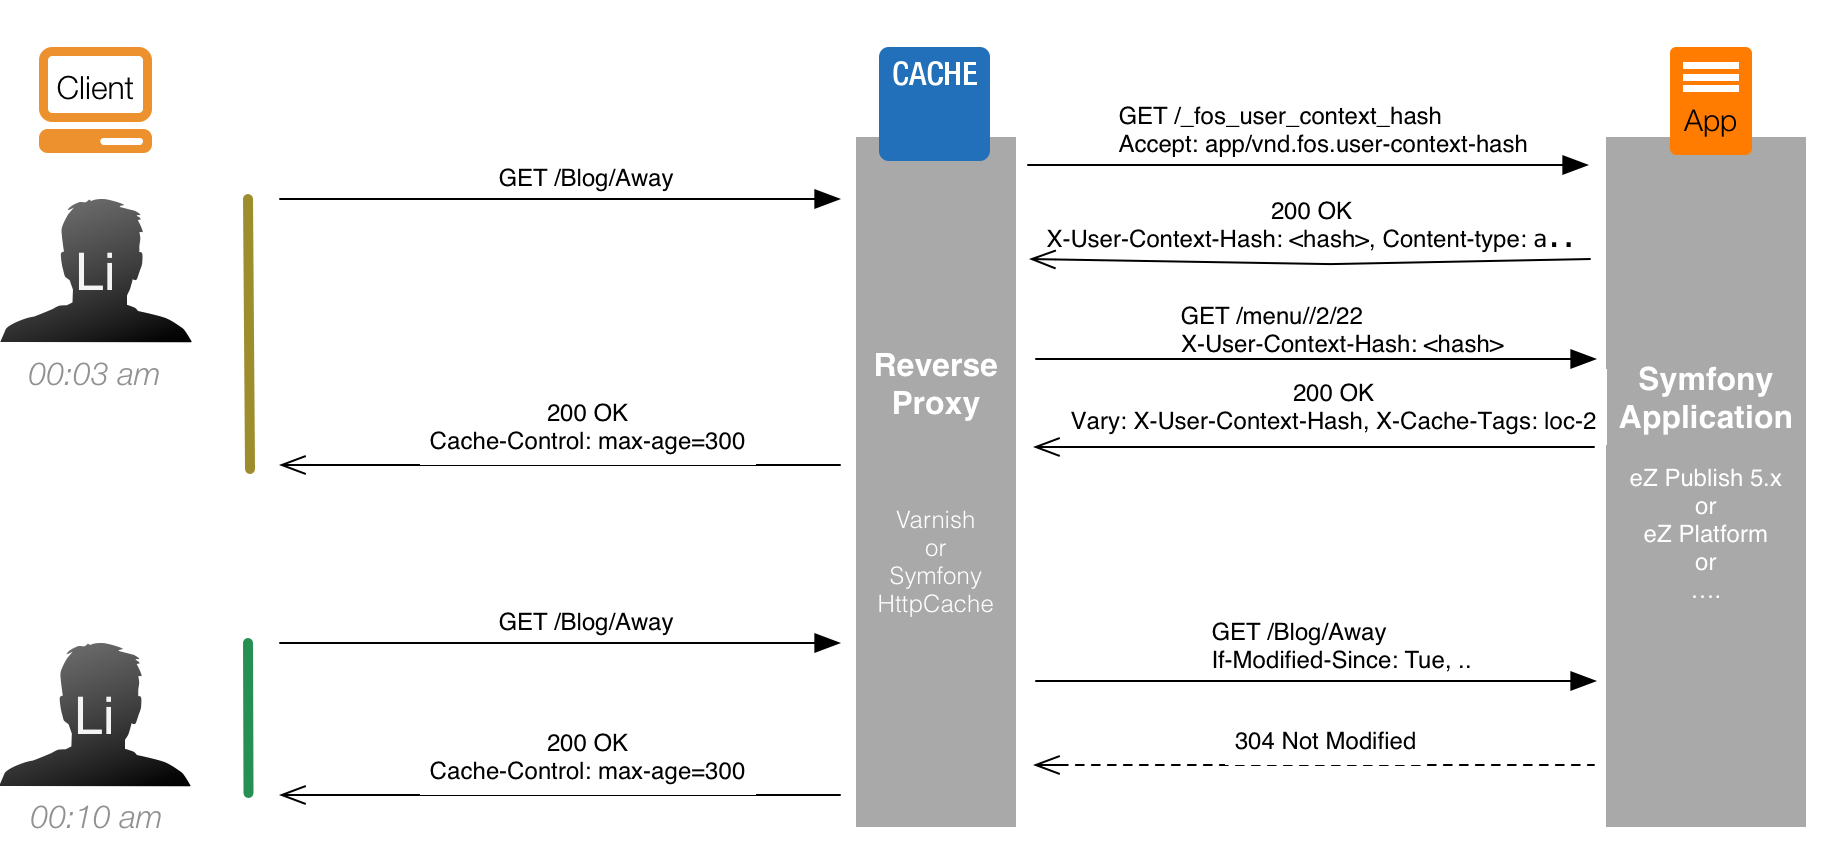 Client
CACHE
App
GET /_fos_user_context_hash
Accept: app/vnd.fos.user-context-hash
GET /Blog/Away
200 OK
X-User-Context-Hash: <hash>, Content-type: a..
Li
GET /menu//2/22
X-User-Context-Hash: <hash>
00:03 am
Reverse
Proxy
200 OK
Vary: X-User-Context-Hash, X-Cache-Tags: loc-2
Symfony
Application
200 OK
Cache-Control: max-age=300
eZ Publish 5.x
or
eZ Platform
or
....
Varnish
or
Symfony
HttpCache
GET /Blog/Away
GET /Blog/Away
If-Modified-Since: Tue, ..
Li
200 OK
Cache-Control: max-age=300
304 Not Modified
00:10 am